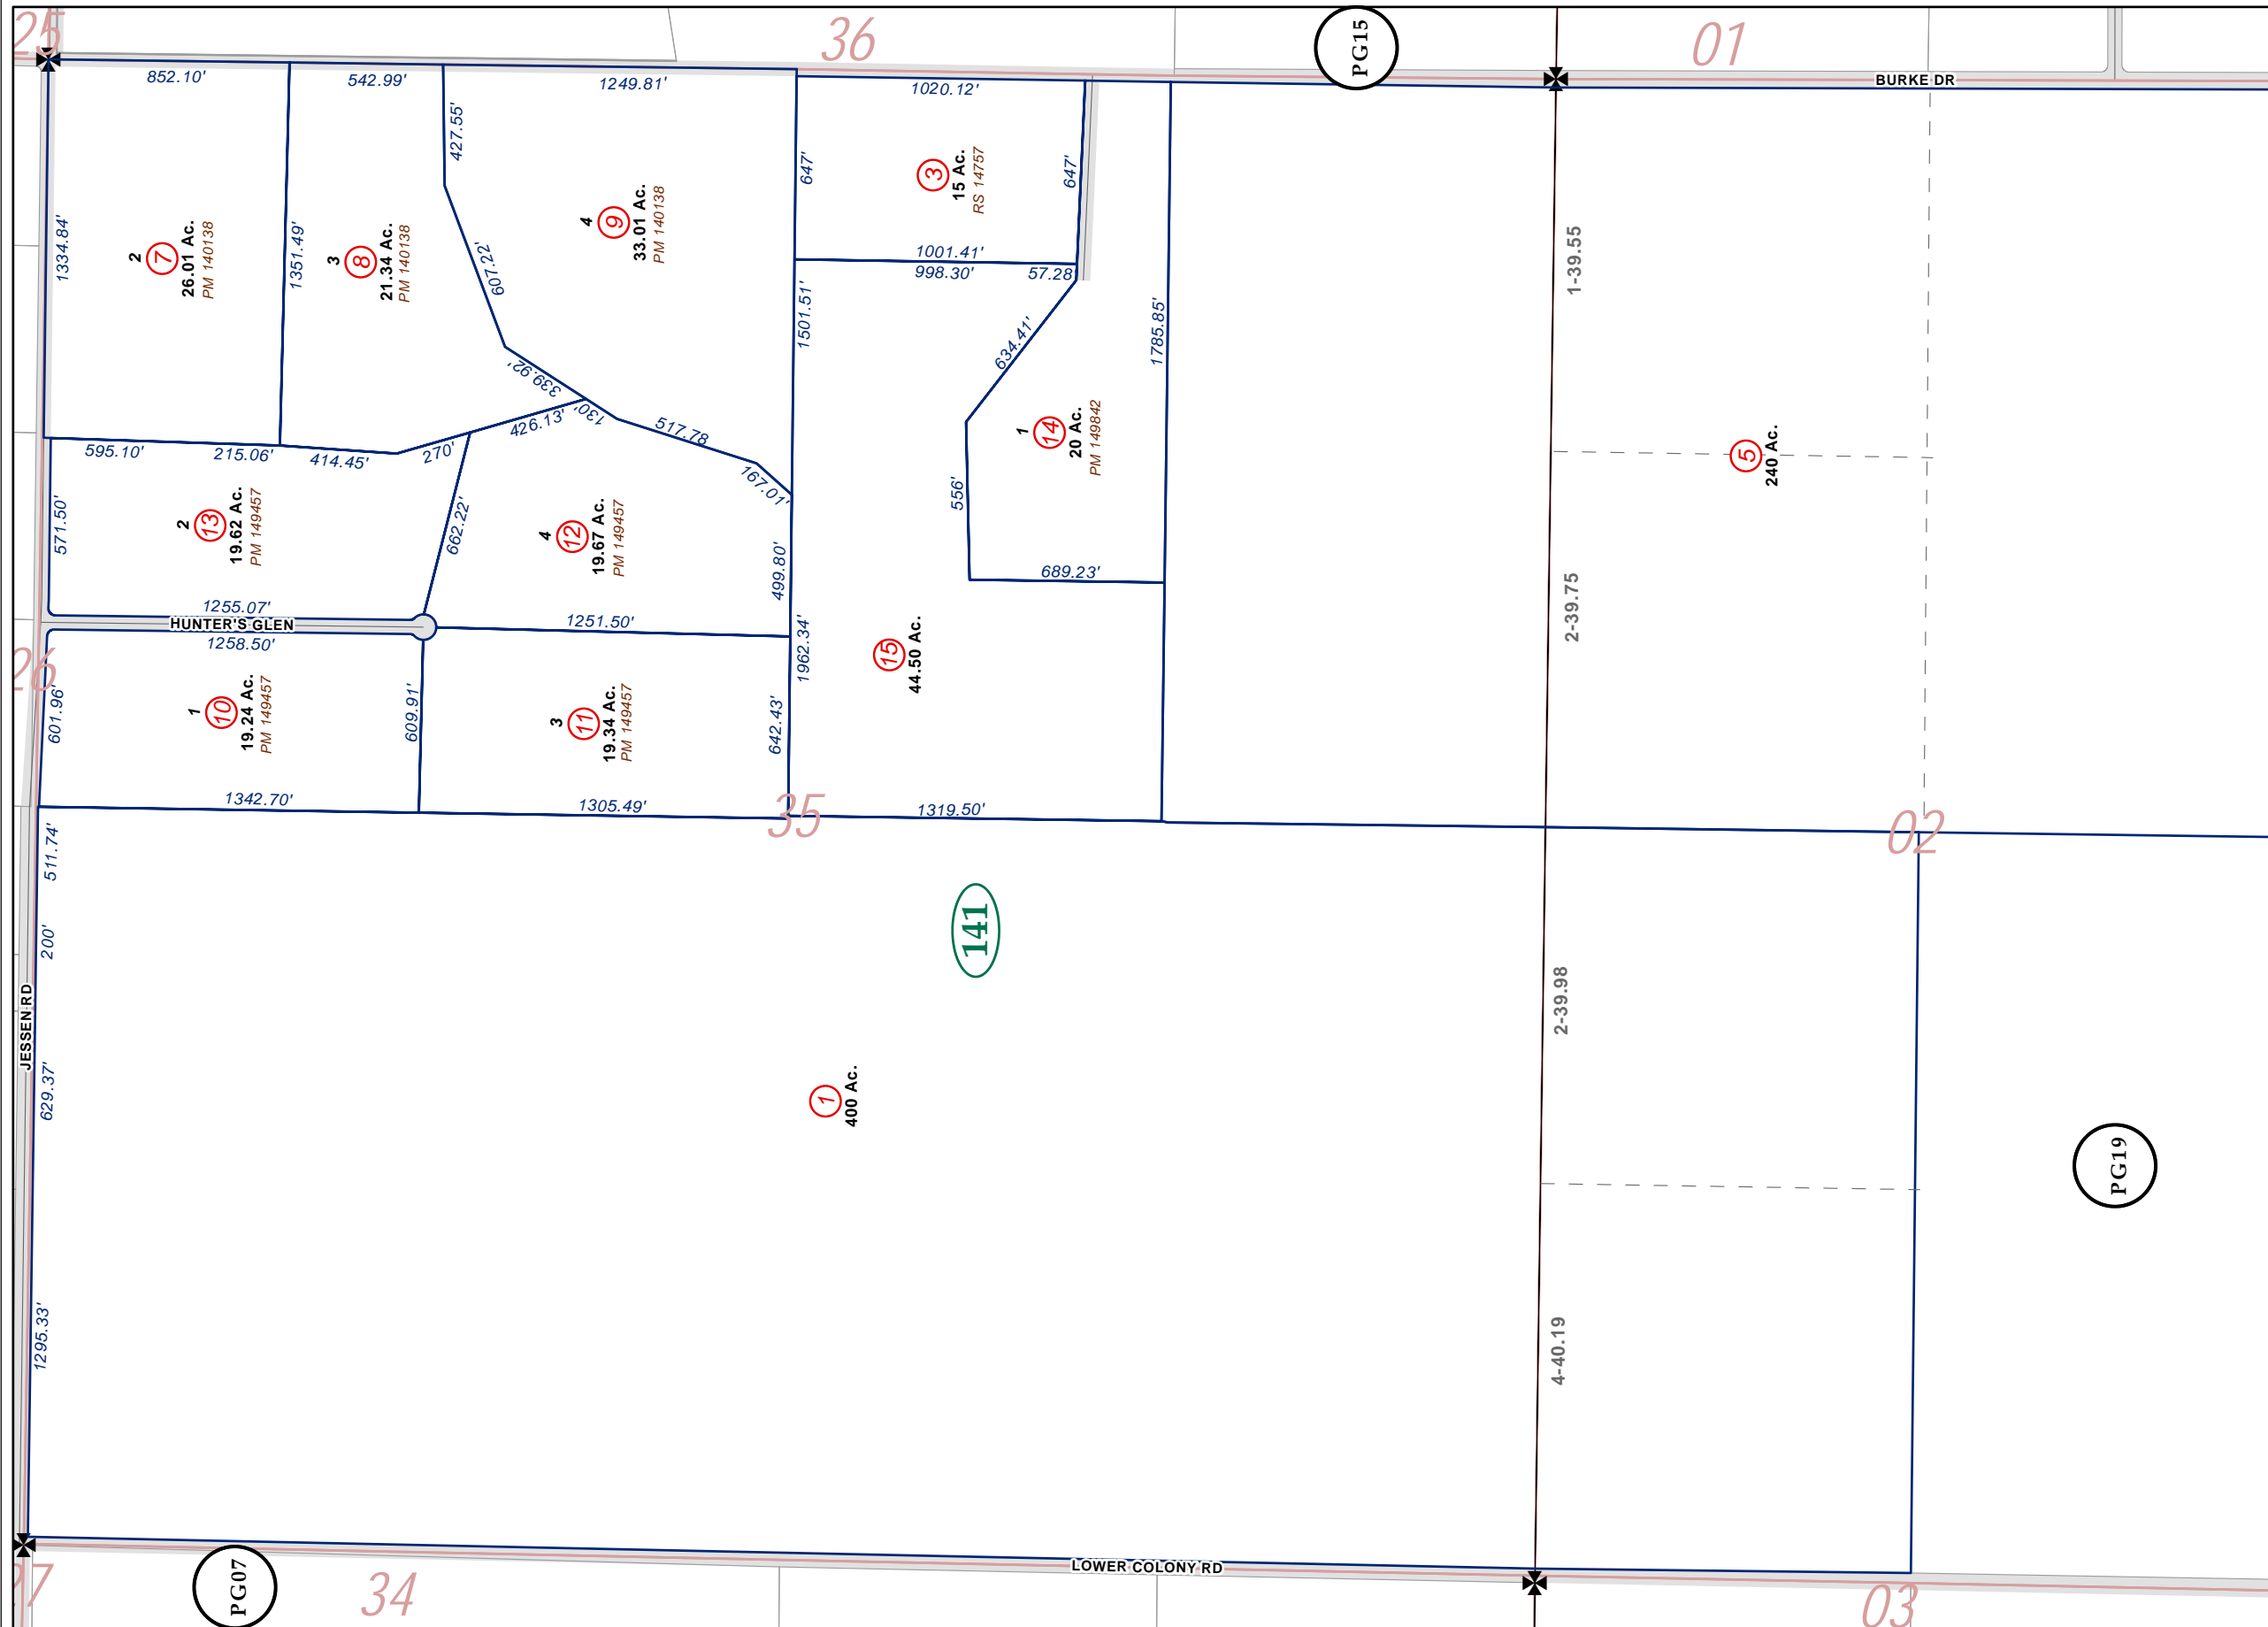 25
36
PG15
01
BURKE DR
852.10'
542.99'
1249.81'
1020.12'
427.55'
647'
647'
3
15 Ac.
RS 14757
1334.84'
2
7
26.01 Ac.
PM 140138
1351.49'
3
8
21.34 Ac.
PM 140138
607.22'
4
9
33.01 Ac.
PM 140138
1001.41'
998.30'
57.28'
1501.51'
634.41'
1785.85'
1-39.55
339.92'
130'
426.13'
517.78
167.01'
595.10'
215.06'
414.45'
270'
1
14
20 Ac.
PM 149842
5
240 Ac.
571.50'
2
13
19.62 Ac.
PM 149457
662.22'
4
12
19.67 Ac.
PM 149457
499.80'
556'
689.23'
2-39.75
1255.07'
HUNTER'S GLEN
1258.50'
1251.50'
1962.34'
15
44.50 Ac.
26
601.96'
1
10
19.24 Ac.
PM 149457
609.91'
3
11
19.34 Ac.
PM 149457
642.43'
1342.70'
1305.49'
35
1319.50'
02
511.74'
200'
141
2-39.98
JESSEN RD
629.37'
1
400 Ac.
PG19
1295.33'
4-40.19
LOWER COLONY RD
PG07
34
03